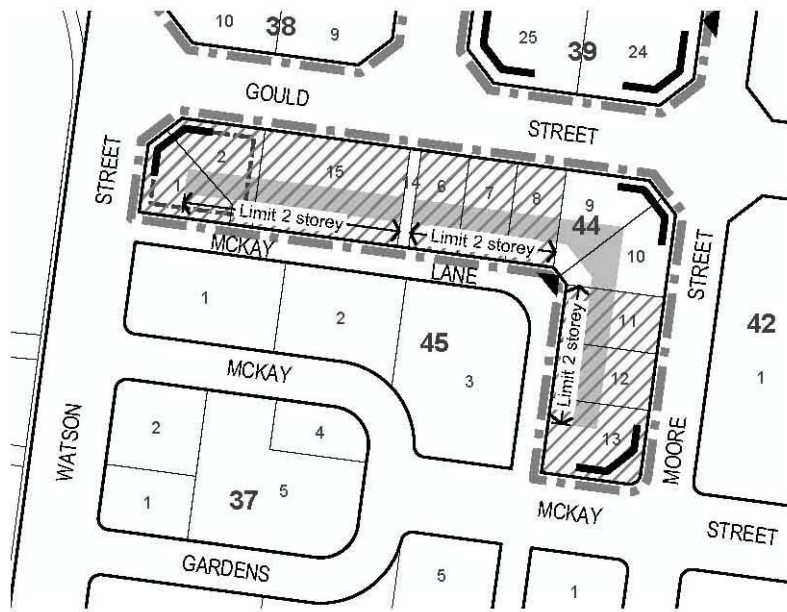 10
38
9
25
39
24
GOULD
STREET
STREET
2
1
15
14
6
7
8
9
44
10
Limit 2 storey
Limit 2 storey
MCKAY
LANE
STREET
1
2
45
3
Limit 2 storey
11
12
13
42
1
MCKAY
WATSON
2
4
1
37
5
MOORE
MCKAY
STREET
GARDENS
5
1